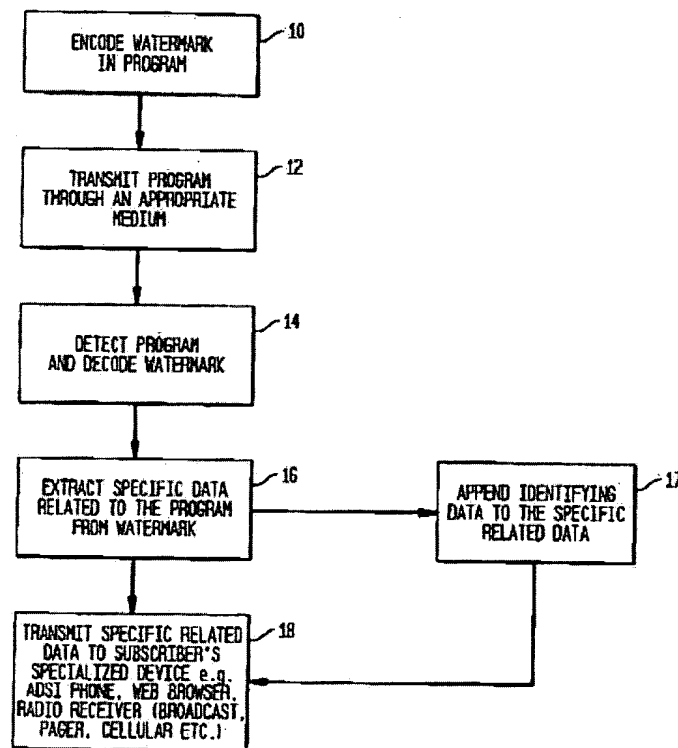 ENCODE WATERMARK
IN PROGRAM
10
TRANSMIT PROGRAM
THROUGH AN APPROPRIATE
MEDIUM
12
DETECT PROGRAM
AND DECODE WATERMARK
14
EXTRACT SPECIFIC DATA
RELATED TO THE PROGRAM
FROM WATERMARK
16
APPEND IDENTIFYING
DATA TO THE SPECIFIC
RELATED DATA
17
TRANSMIT SPECIFIC RELATED
DATA TO SUBSCRIBER'S
SPECIALIZED DEVICE e.g.
ADSI PHONE, WEB BROWSER,
RADIO RECEIVER (BROADCAST,
PAGER, CELLULAR ETC.)
18